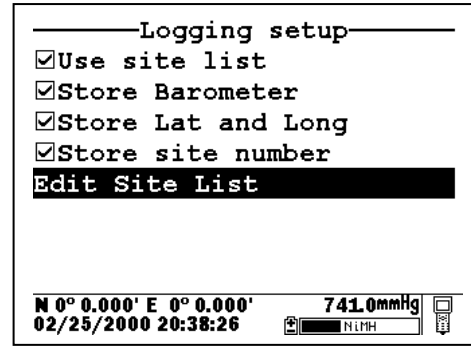 Logging setup
Use site list
Store Barometer
Store Lat and Long
Store site number
Edit Site List
N 0° 0.000' E 0° 0.000' 741.0mmHg
02/25/2000 20:38:26 NiMH